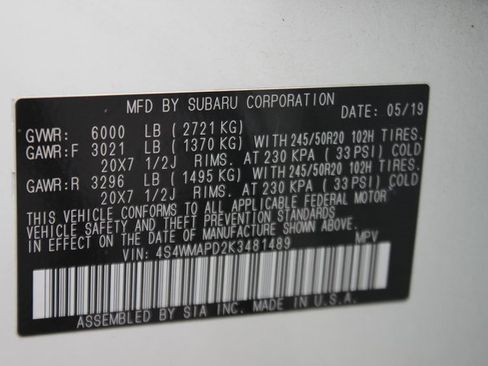 MFD BY SUBARU CORPORATION DATE: 05/19
GVWR: 6000 LB (2721 KG)
GAWR:F 3021 LB (1370 KG) WITH 245/50R20 102H TIRES.
20X7 1/2J RIMS. AT 230 KPA (33 PSI) COLD
GAWR:R 3296 LB (1495 KG) WITH 245/50R20 102H TIRES.
20X7 1/2J RIMS. AT 230 KPA (33 PSI) COLD
THIS VEHICLE CONFORMS TO ALL APPLICABLE FEDERAL MOTOR
VEHICLE SAFETY AND THEFT PREVENTION STANDARDS
IN EFFECT ON THE DATE OF MANUFACTURE SHOWN ABOVE.
VIN: 4S4WMAPD2K3481489 MPV
ASSEMBLED BY SIA INC. MADE IN U.S.A.